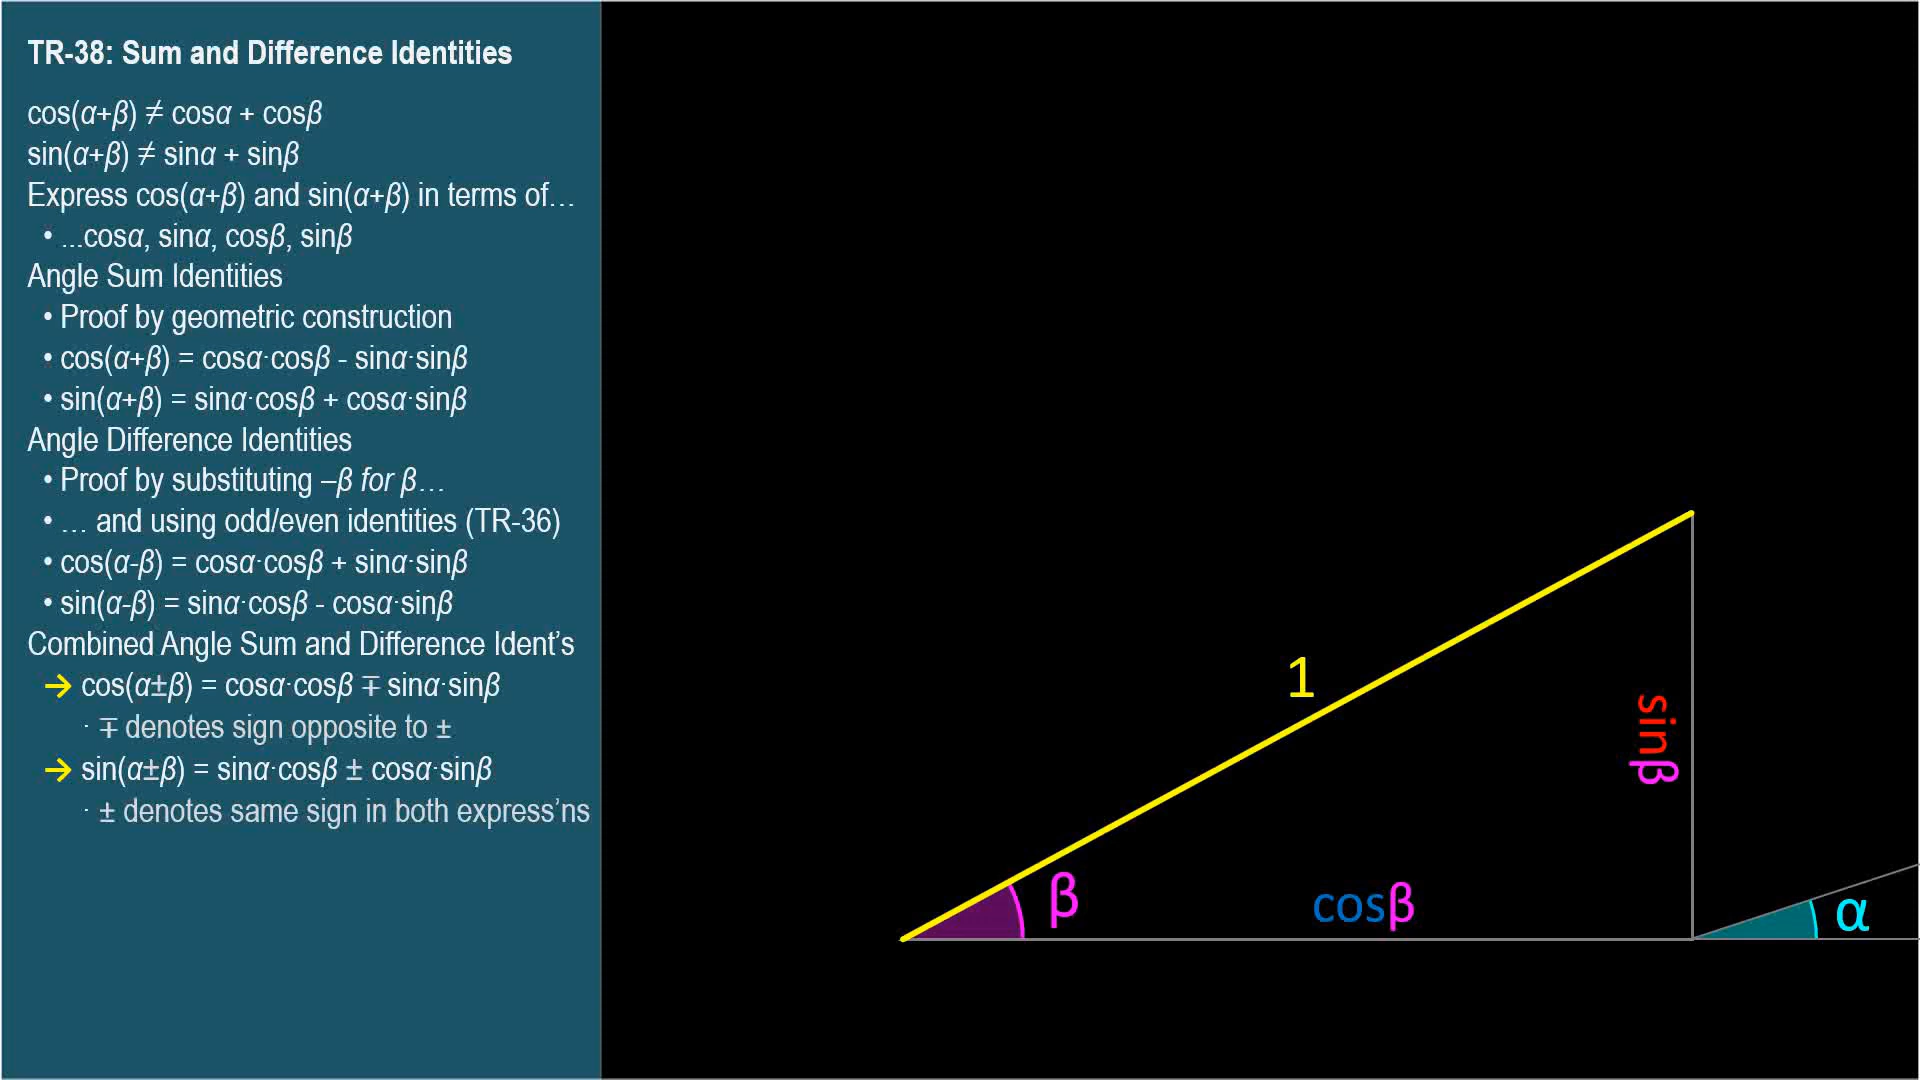 TR-38: Sum and Difference Identities
cos(α+β) ≠ cosα + cosβ
sin(α+β) ≠ sinα + sinβ
Express cos(α+β) and sin(α+β) in terms of…
• ...cosα, sinα, cosβ, sinβ
Angle Sum Identities
• Proof by geometric construction
• cos(α+β) = cosα·cosβ - sinα·sinβ
• sin(α+β) = sinα·cosβ + cosα·sinβ
Angle Difference Identities
• Proof by substituting –β for β…
• … and using odd/even identities (TR-36)
• cos(α-β) = cosα·cosβ + sinα·sinβ
• sin(α-β) = sinα·cosβ - cosα·sinβ
Combined Angle Sum and Difference Ident’s
→ cos(α±β) = cosα·cosβ ∓ sinα·sinβ
· ∓ denotes sign opposite to ±
→ sin(α±β) = sinα·cosβ ± cosα·sinβ
· ± denotes same sign in both express’ns
1
sinβ
β
cosβ
α